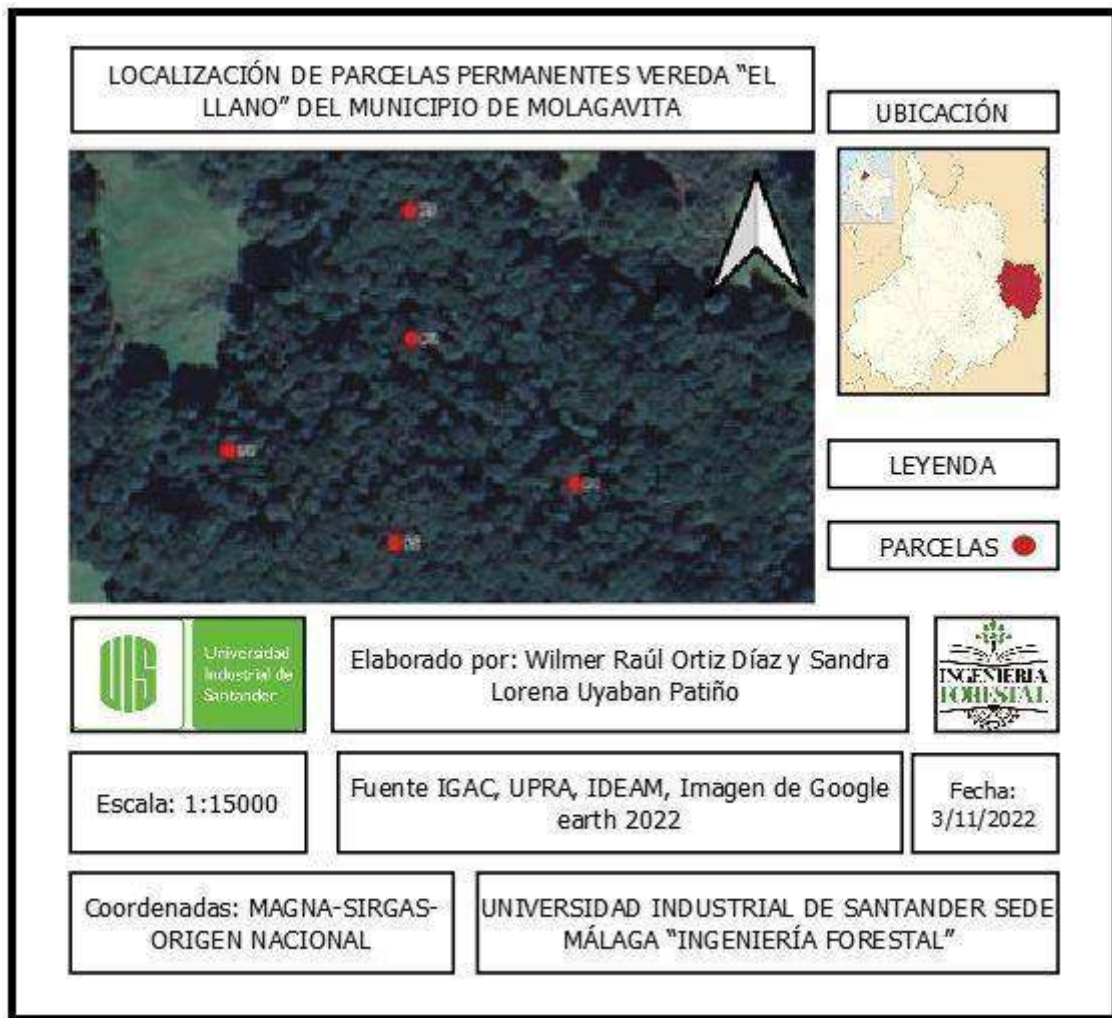 LOCALIZACIÓN DE PARCELAS PERMANENTES VEREDA "EL
LLANO" DEL MUNICIPIO DE MOLAGAVITA
UBICACIÓN
LEYENDA
PARCELAS
UIS
Universidad
Industrial de
Santander
Elaborado por: Wilmer Raúl Ortiz Díaz y Sandra
Lorena Uyaban Patiño
INGENIERIA
FORESTAL
Escala: 1:15000
Fuente IGAC, UPRA, IDEAM, Imagen de Google
earth 2022
Fecha:
3/11/2022
Coordenadas: MAGNA-SIRGAS-
ORIGEN NACIONAL
UNIVERSIDAD INDUSTRIAL DE SANTANDER SEDE
MÁLAGA "INGENIERÍA FORESTAL"